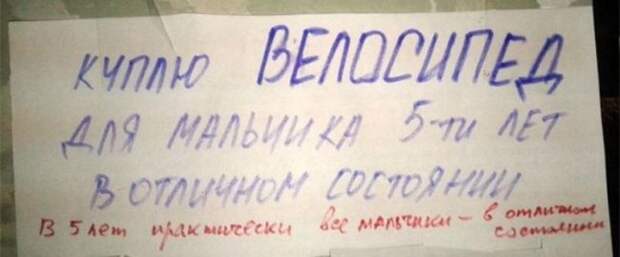 КУПЛЮ ВЕЛОСИПЕД
ДЛЯ МАЛЬЧИКА 5-ти ЛЕТ
В ОТЛИЧНОМ СОСТОЯНИИ
В 5 лет практически все мальчики – в отличном
состоянии